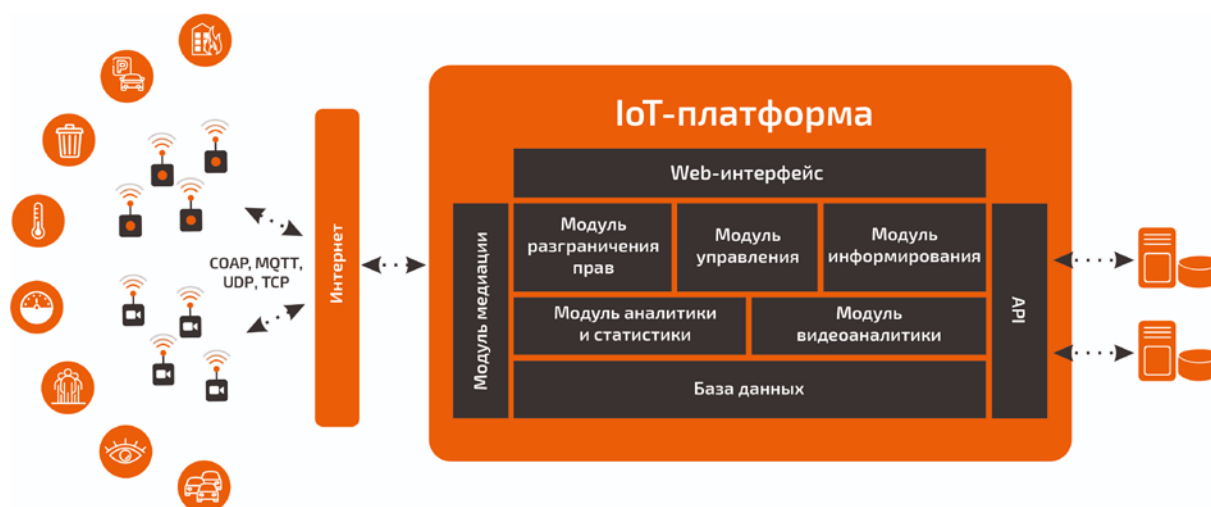 P
COAP, MQTT,
UDP, TCP
Интернет
IoT-платформа
Web-интерфейс
Модуль медиации
Модуль
разграничения
прав
Модуль
управления
Модуль
информирования
Модуль аналитики
и статистики
Модуль
видеоаналитики
База данных
API